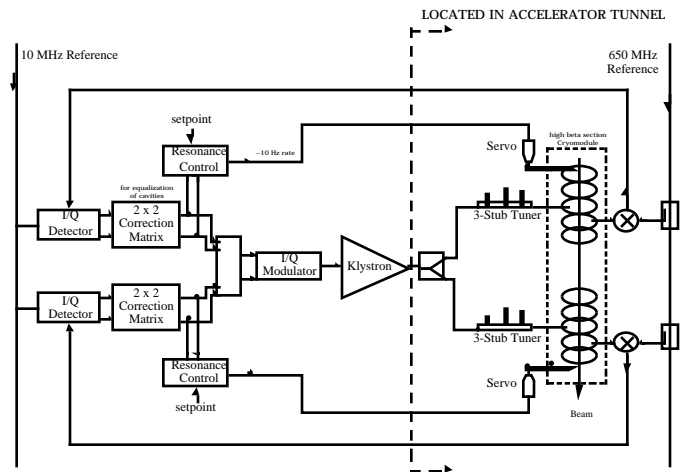 LOCATED IN ACCELERATOR TUNNEL
10 MHz Reference
650 MHz
Reference
setpoint
Servo
high beta section
Cryomodule
Resonance
Control
~10 Hz rate
for equalization
of cavities
I/Q
Detector
2 x 2
Correction
Matrix
3-Stub Tuner
I/Q
Modulator
Klystron
I/Q
Detector
2 x 2
Correction
Matrix
3-Stub Tuner
Resonance
Control
setpoint
Servo
Beam